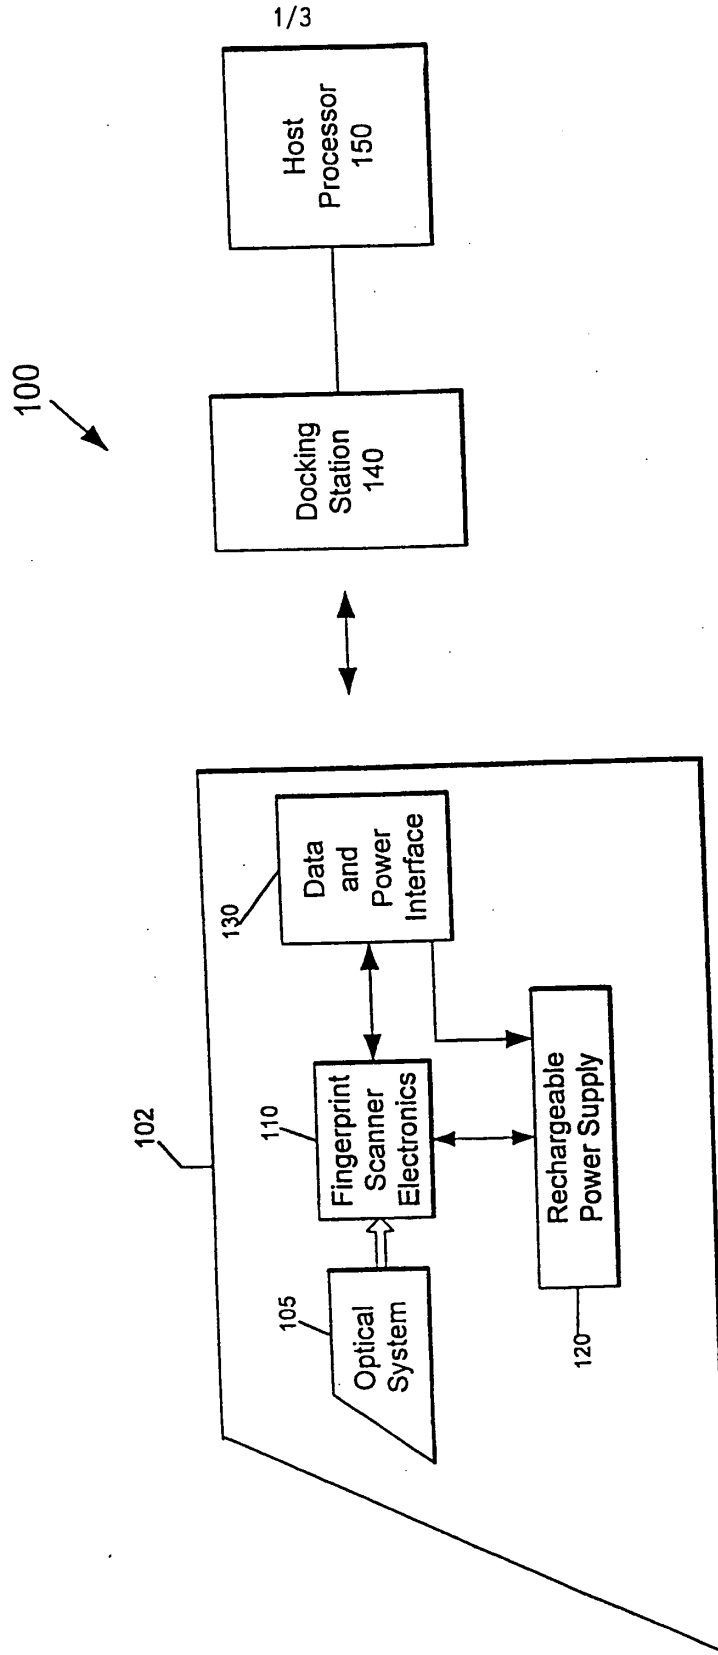 1/3
100
Host
Processor
150
Docking
Station
140
102
130
Data
and
Power
Interface
110
Fingerprint
Scanner
Electronics
105
Optical
System
Rechargeable
Power Supply
120